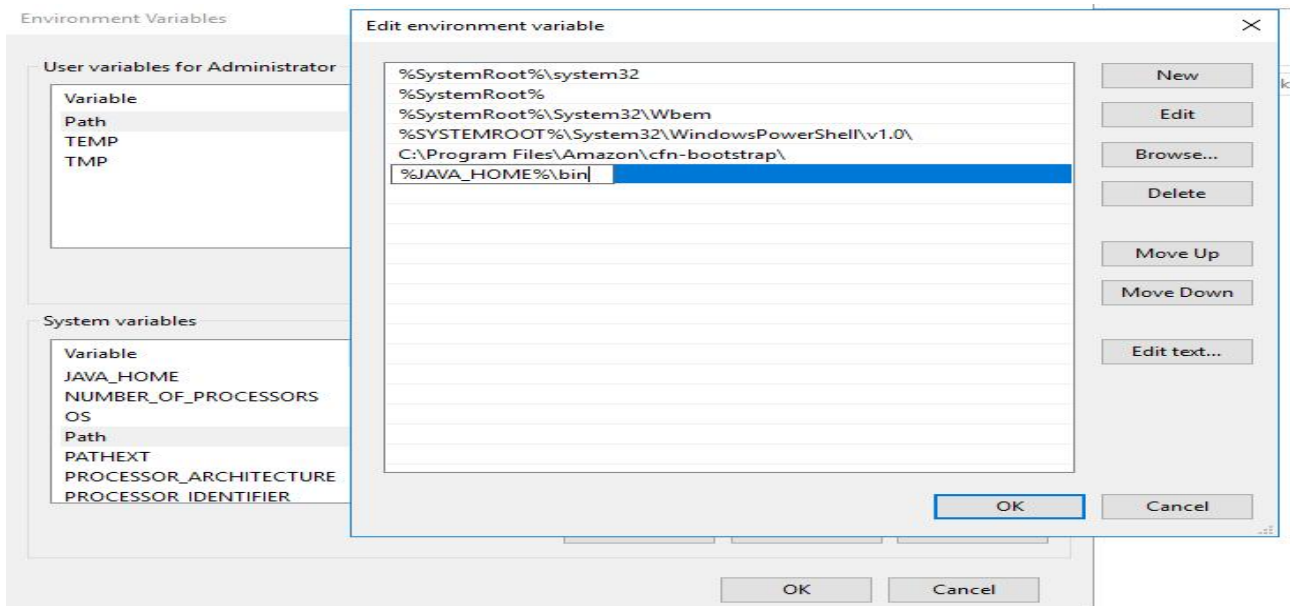 Environment Variables
User variables for Administrator
Variable
Path
TEMP
TMP
System variables
Variable
JAVA_HOME
NUMBER_OF_PROCESSORS
OS
Path
PATHEXT
PROCESSOR_ARCHITECTURE
PROCESSOR_IDENTIFIER
OK
Cancel
Edit environment variable
%SystemRoot%\system32
%SystemRoot%
%SystemRoot%\System32\Wbem
%SYSTEMROOT%\System32\WindowsPowerShell\v1.0\
C:\Program Files\Amazon\cfn-bootstrap\
%JAVA_HOME%\bin
New
Edit
Browse...
Delete
Move Up
Move Down
Edit text...
OK
Cancel